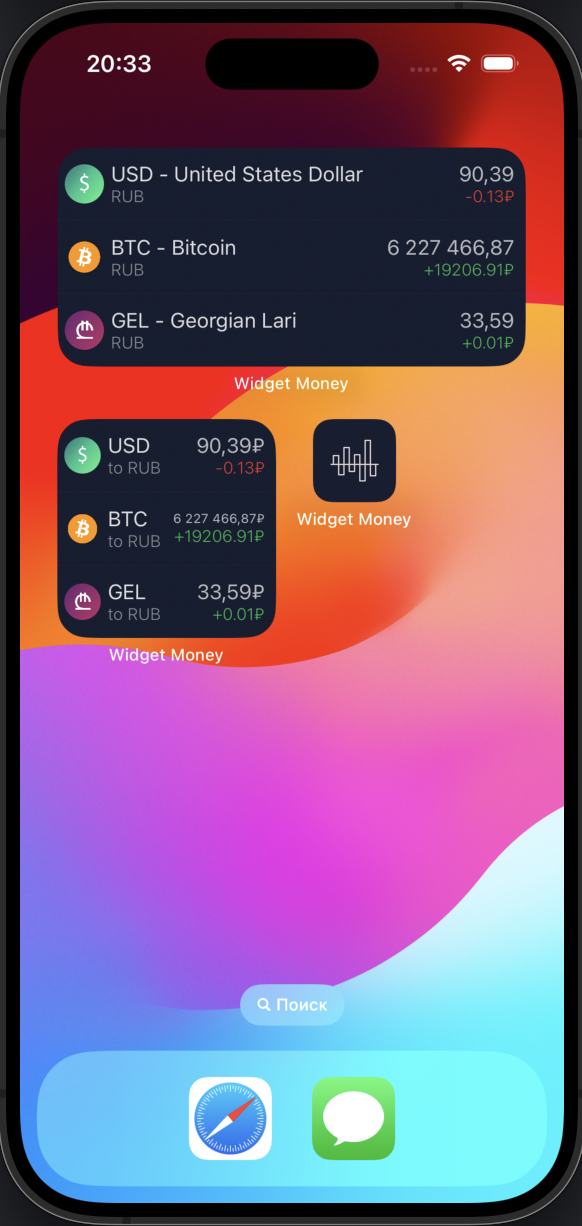 20:33
USD - United States Dollar 90,39
RUB -0.13₽
BTC - Bitcoin 6 227 466,87
RUB +19206.91₽
GEL - Georgian Lari 33,59
RUB +0.01₽
Widget Money
USD 90,39₽
to RUB -0.13₽
BTC 6 227 466,87₽
to RUB +19206.91₽
GEL 33,59₽
to RUB +0.01₽
Widget Money
Widget Money
Поиск